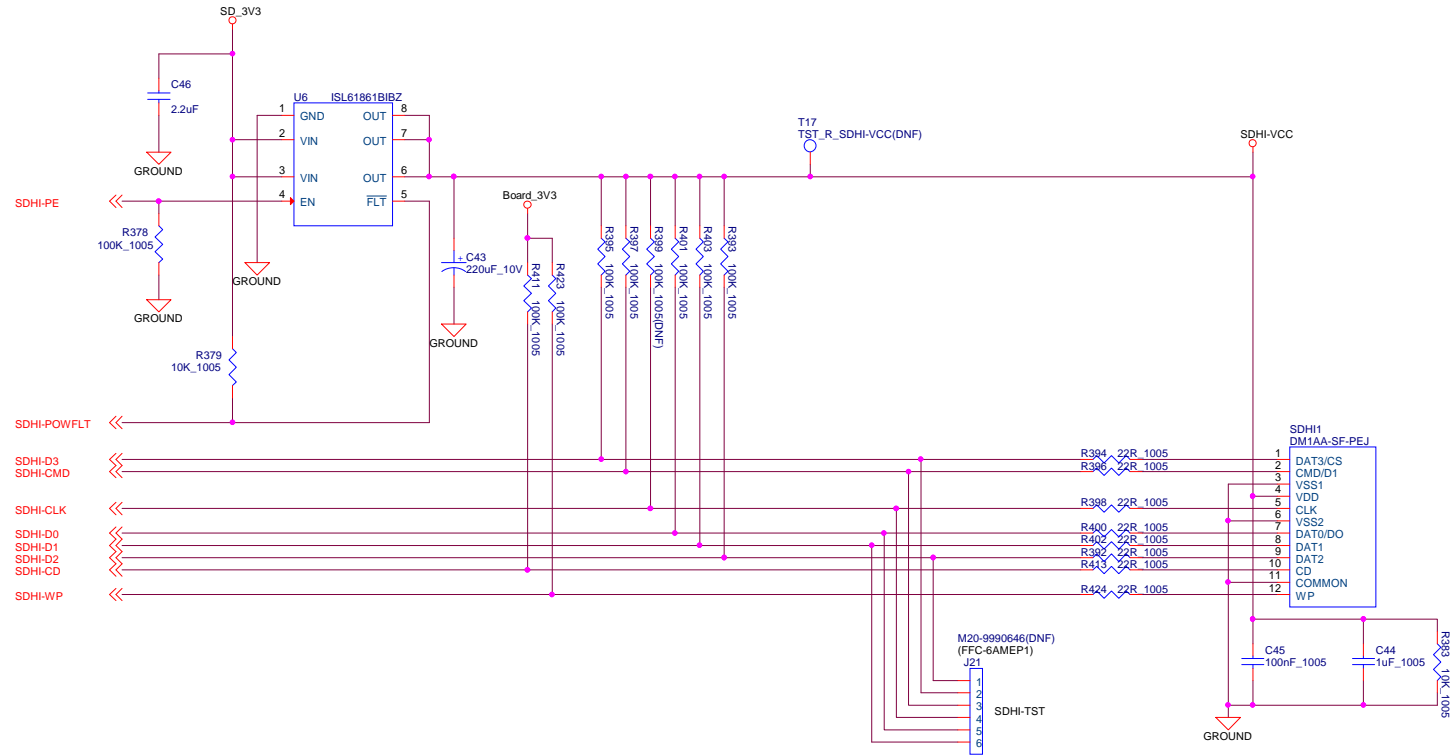 SD_3V3
C46
2.2uF
GROUND
U6 ISL61861BIBZ
1 GND OUT 8
2 VIN OUT 7
3 VIN OUT 6
4 EN FLT 5
SDHI-PE
R378
100K_1005
GROUND
GROUND
R379
10K_1005
C43
+
220uF_10V
GROUND
Board_3V3
R411 100K_1005
R423 100K_1005
R395 100K_1005
R397 100K_1005
R399 100K_1005(DNF)
R401 100K_1005
R403 100K_1005
R393 100K_1005
T17
TST_R_SDHI-VCC(DNF)
SDHI-VCC
SDHI-POWFLT
SDHI-D3
SDHI-CMD
SDHI-CLK
SDHI-D0
SDHI-D1
SDHI-D2
SDHI-CD
SDHI-WP
R394 22R_1005
R396 22R_1005
R398 22R_1005
R400 22R_1005
R402 22R_1005
R392 22R_1005
R413 22R_1005
R424 22R_1005
SDHI1
DM1AA-SF-PEJ
1 DAT3/CS
2 CMD/D1
3 VSS1
4 VDD
5 CLK
6 VSS2
7 DAT0/DO
8 DAT1
9 DAT2
10 CD
11 COMMON
12 WP
M20-9990646(DNF)
(FFC-6AMEP1)
J21
1
2
3
4
5
6
SDHI-TST
C45
100nF_1005
C44
1uF_1005
R383 10K_1005
GROUND